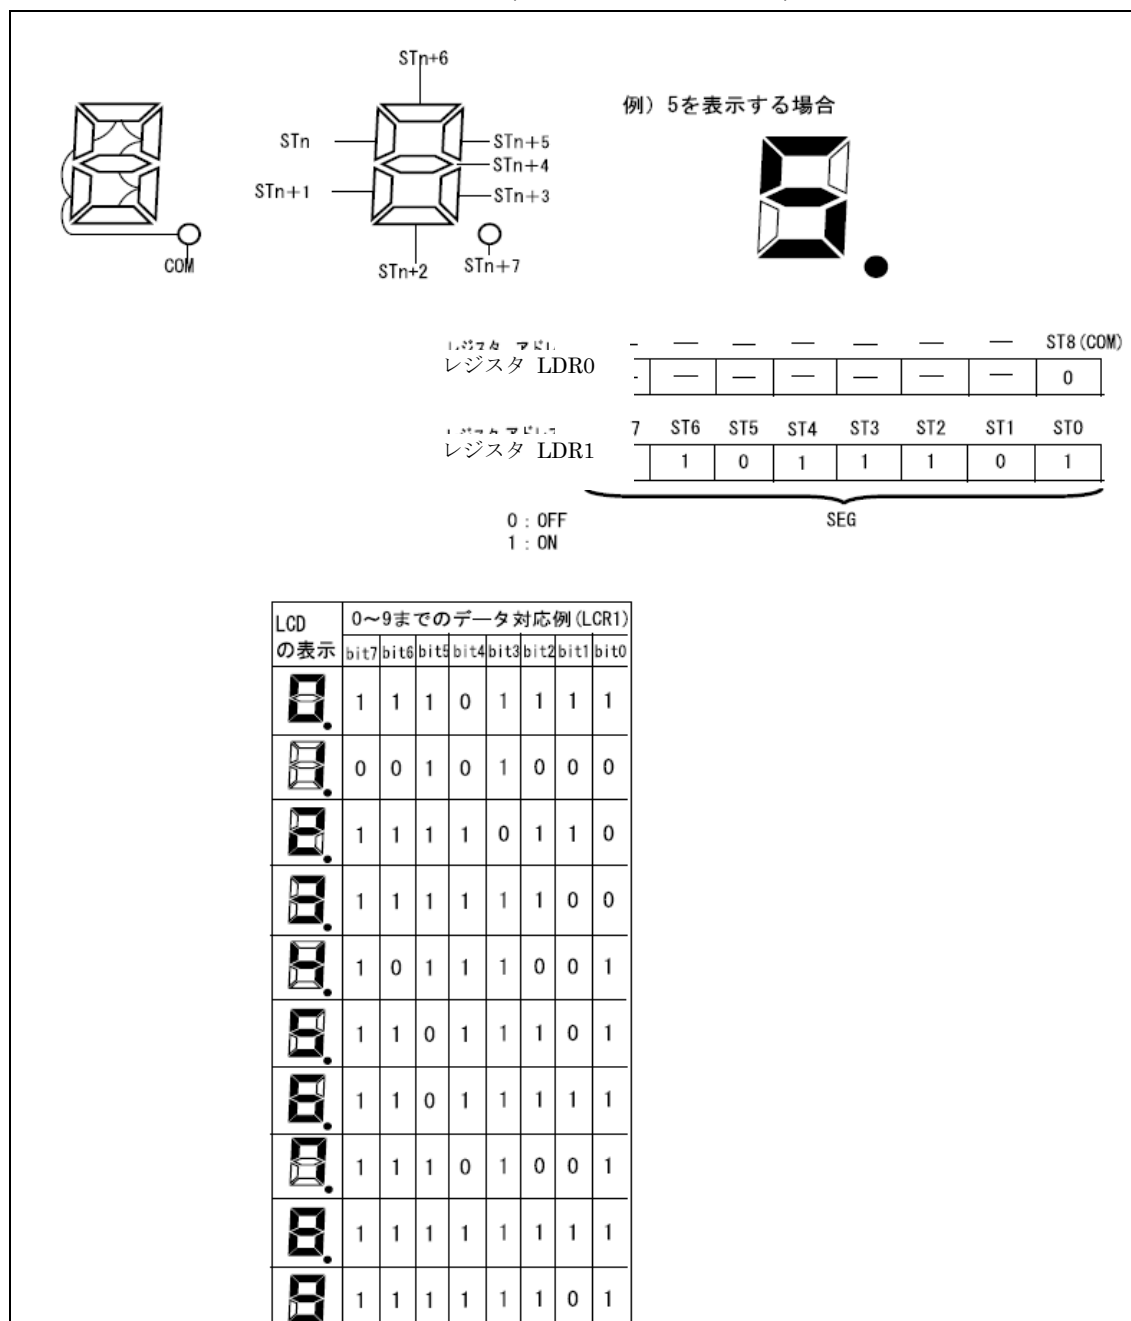 STn+6
例) 5を表示する場合
STn
STn+5
STn+4
STn+1
STn+3
COM
STn+2
STn+7
— — — — — — ST8(COM)
レジスタ LDR0
— — — — — — 0
7 ST6 ST5 ST4 ST3 ST2 ST1 ST0
レジスタ LDR1
1 0 1 1 1 0 1
0 : OFF
SEG
1 : ON
LCD
の表示
0~9までのデータ対応例(LCR1)
bit7 bit6 bit5 bit4 bit3 bit2 bit1 bit0
1 1 1 0 1 1 1 1
0 0 1 0 1 0 0 0
1 1 1 1 0 1 1 0
1 1 1 1 1 1 0 0
1 0 1 1 1 0 0 1
1 1 0 1 1 1 0 1
1 1 0 1 1 1 1 1
1 1 1 0 1 0 0 1
1 1 1 1 1 1 1 1
1 1 1 1 1 1 0 1